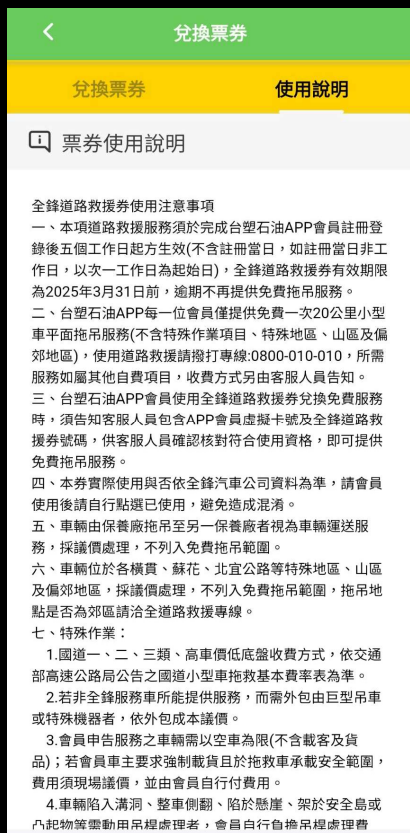 兌換票券
兌換票券
使用說明
票券使用說明
全鋒道路救援券使用注意事項
一、本項道路救援服務須於完成台塑石油APP會員註冊登
錄後五個工作日起方生效(不含註冊當日，如註冊當日非工
作日，以次一工作日為起始日)，全鋒道路救援券有效期限
為2025年3月31日前，逾期不再提供免費拖吊服務。
二、台塑石油APP每一位會員僅提供免費一次20公里小型
車平面拖吊服務(不含特殊作業項目、特殊地區、山區及偏
郊地區)，使用道路救援請撥打專線:0800-010-010，所需
服務如屬其他自費項目，收費方式另由客服人員告知。
三、台塑石油APP會員使用全鋒道路救援券兌換免費服務
時，須告知客服人員包含APP會員虛擬卡號及全鋒道路救
援券號碼，供客服人員確認核對符合使用資格，即可提供
免費拖吊服務。
四、本券實際使用與否依全鋒汽車公司資料為準，請會員
使用後請自行點選已使用，避免造成混淆。
五、車輛由保養廠拖吊至另一保養廠者視為車輛運送服
務，採議價處理，不列入免費拖吊範圍。
六、車輛位於各橫貫、蘇花、北宜公路等特殊地區、山區
及偏郊地區，採議價處理，不列入免費拖吊範圍，拖吊地
點是否為郊區請洽全道路救援專線。
七、特殊作業：
1.國道一、二、三類、高車價低底盤收費方式，依交通
部高速公路局公告之國道小型車拖救基本費率表為準。
2.若非全鋒服務車所能提供服務，而需外包由巨型吊車
或特殊機器者，依外包成本議價。
3.會員申告服務之車輛需以空車為限(不含載客及貨
品)；若會員車主要求強制載貨且於拖救車承載安全範圍，
費用須現場議價，並由會員自行付費用。
4.車輛陷入溝洞、整車側翻、陷於懸崖、架於安全島或
凸起物等需動用吊桿處理者，會員自行負擔吊桿處理費